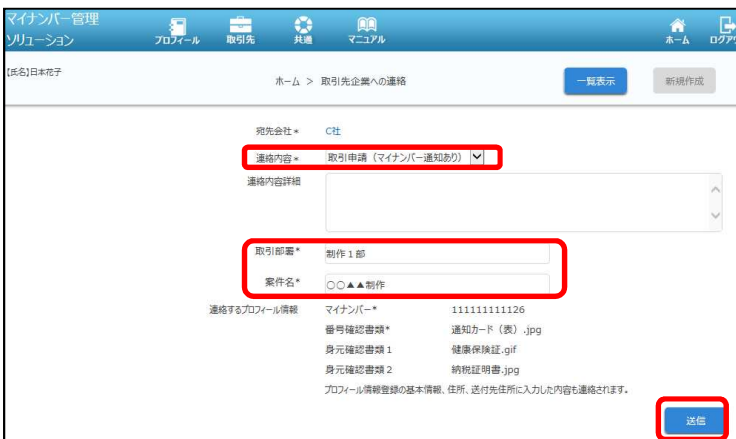 マイナンバー管理
ソリューション
プロフィール 取引先 共通 マニュアル ホーム ログアウ
【氏名】日本花子
ホーム > 取引先企業への連絡 一覧表示 新規作成
宛先会社* C社
連絡内容* 取引申請（マイナンバー通知あり）
連絡内容詳細
取引部署* 制作１部
案件名* ○○▲▲制作
連絡するプロフィール情報 マイナンバー* 111111111126
番号確認書類* 通知カード（表）.jpg
身元確認書類１ 健康保険証.gif
身元確認書類２ 納税証明書.jpg
プロフィール情報登録の基本情報、住所、送付先住所に入力した内容も連絡されます。
送信